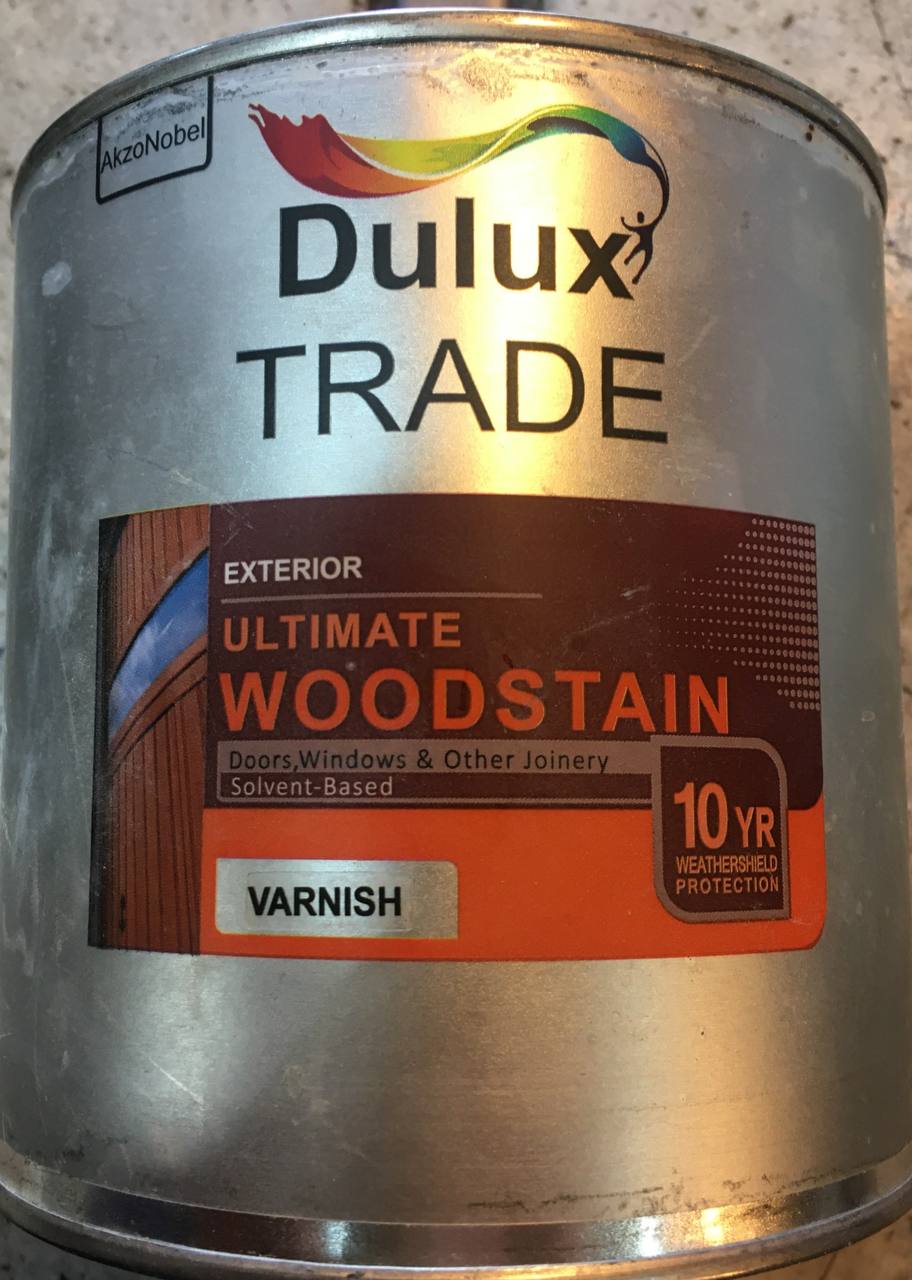 AkzoNobel
Dulux
TRADE
EXTERIOR
ULTIMATE
WOODSTAIN
Doors,Windows & Other Joinery
Solvent-Based
10 YR
WEATHERSHIELD
PROTECTION
VARNISH